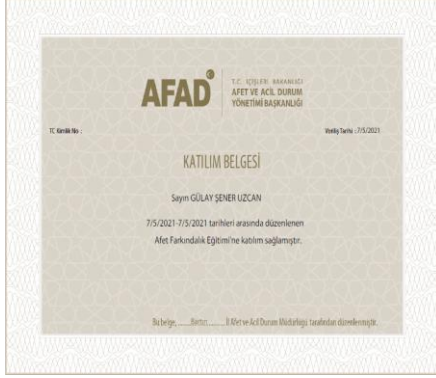 AFAD
T.C. İÇİŞLERİ BAKANLIĞI
AFET VE ACİL DURUM
YÖNETİMİ BAŞKANLIĞI
TC Kimlik No :
Veriliş Tarihi : 7/5/2021
KATILIM BELGESİ
Sayın GÜLAY ŞENER UZCAN
7/5/2021-7/5/2021 tarihleri arasında düzenlenen
Afet Farkındalık Eğitimi'ne katılım sağlamıştır.
Bu belge, ...... ...... İl Afet ve Acil Durum Müdürlüğü tarafından düzenlenmiştir.